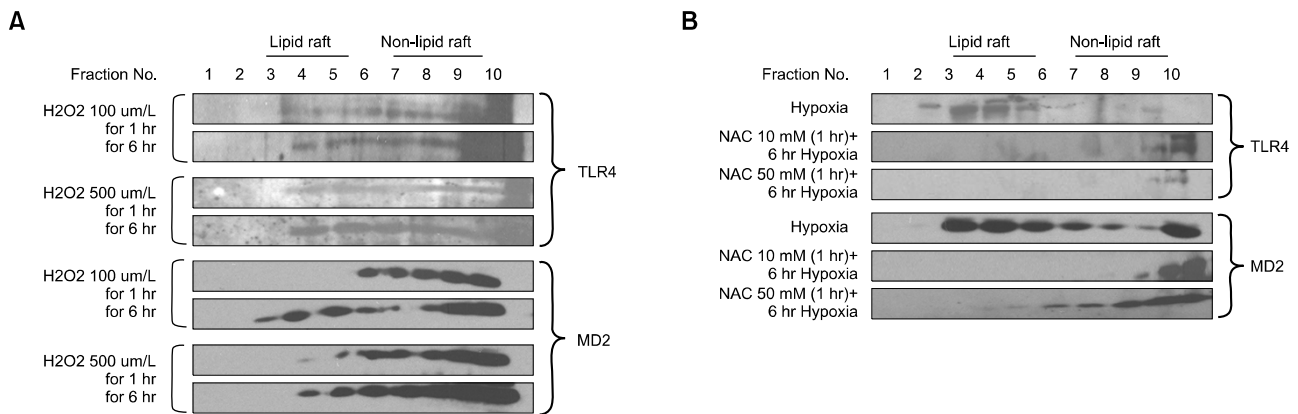 A
Lipid raft Non-lipid raft
Fraction No. 1 2 3 4 5 6 7 8 9 10
H2O2 100 um/L
for 1 hr
for 6 hr
H2O2 500 um/L
for 1 hr
for 6 hr
TLR4
H2O2 100 um/L
for 1 hr
for 6 hr
H2O2 500 um/L
for 1 hr
for 6 hr
MD2
B
Lipid raft Non-lipid raft
Fraction No. 1 2 3 4 5 6 7 8 9 10
Hypoxia
NAC 10 mM (1 hr)+
6 hr Hypoxia
NAC 50 mM (1 hr)+
6 hr Hypoxia
TLR4
Hypoxia
NAC 10 mM (1 hr)+
6 hr Hypoxia
NAC 50 mM (1 hr)+
6 hr Hypoxia
MD2